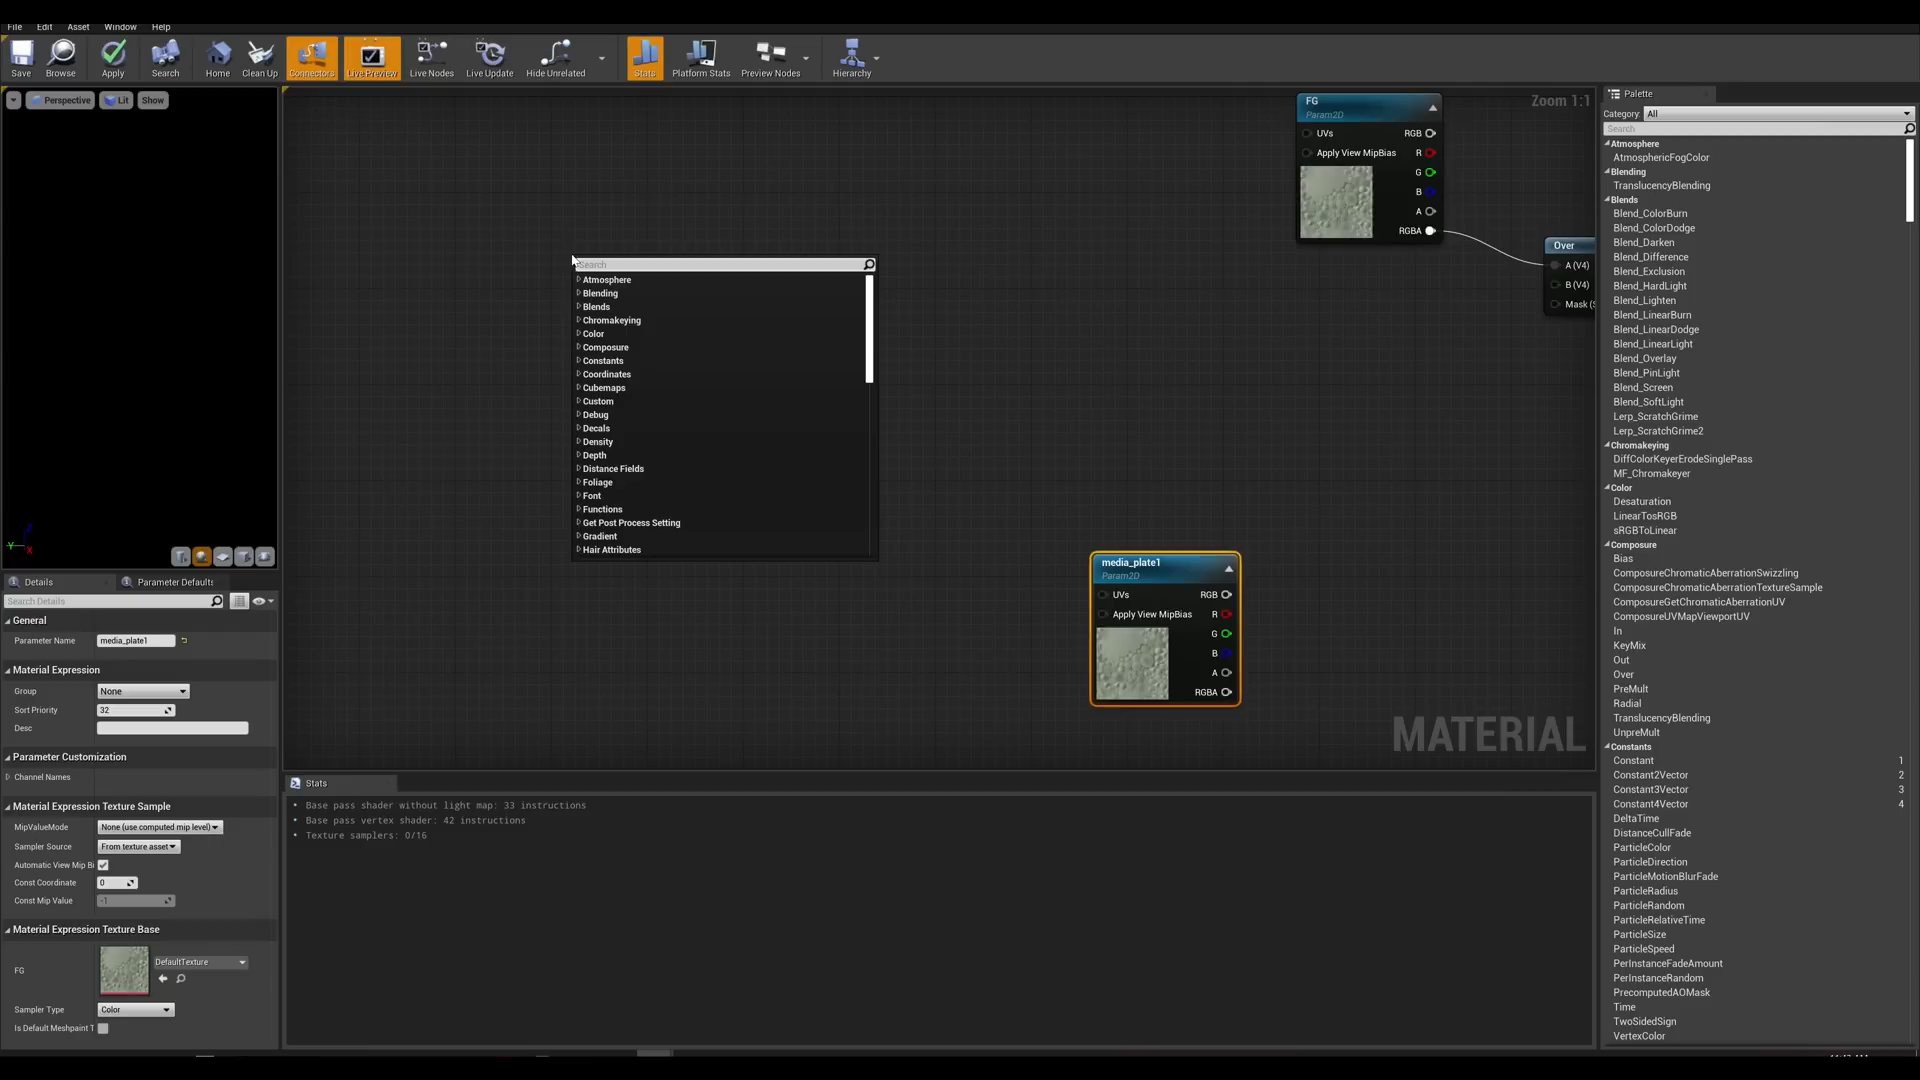 File Edit Asset Window Help
Save Browse Apply Search Home Clean Up Connectors Live Preview Live Nodes Live Update Hide Unrelated Stats Platform Stats Preview Nodes Hierarchy
Perspective Lit Show
Zoom 1:1
FG
Param2D
UVs RGB
Apply View MipBias R
G
B
A
RGBA
Over
A (V4)
B (V4)
Mask (S
Search
Atmosphere
Blending
Blends
Chromakeying
Color
Composure
Constants
Coordinates
Cubemaps
Custom
Debug
Decals
Density
Depth
Distance Fields
Foliage
Font
Functions
Get Post Process Setting
Gradient
Hair Attributes
media_plate1
Param2D
UVs RGB
Apply View MipBias R
G
B
A
RGBA
MATERIAL
Y X
Details Parameter Defaults
Search Details
General
Parameter Name media_plate1
Material Expression
Group None
Sort Priority 32
Desc
Parameter Customization
Channel Names
Material Expression Texture Sample
MipValueMode None (use computed mip level)
Sampler Source From texture asset
Automatic View Mip Bi
Const Coordinate 0
Const Mip Value -1
Material Expression Texture Base
FG DefaultTexture
Sampler Type Color
Is Default Meshpaint T
Stats
Base pass shader without light map: 33 instructions
Base pass vertex shader: 42 instructions
Texture samplers: 0/16
Palette
Category: All
Search
Atmosphere
AtmosphericFogColor
Blending
TranslucencyBlending
Blends
Blend_ColorBurn
Blend_ColorDodge
Blend_Darken
Blend_Difference
Blend_Exclusion
Blend_HardLight
Blend_Lighten
Blend_LinearBurn
Blend_LinearDodge
Blend_LinearLight
Blend_Overlay
Blend_PinLight
Blend_Screen
Blend_SoftLight
Lerp_ScratchGrime
Lerp_ScratchGrime2
Chromakeying
DiffColorKeyerErodeSinglePass
MF_Chromakeyer
Color
Desaturation
LinearTosRGB
sRGBToLinear
Composure
Bias
ComposureChromaticAberrationSwizzling
ComposureChromaticAberrationTextureSample
ComposureGetChromaticAberrationUV
ComposureUVMapViewportUV
In
KeyMix
Out
Over
PreMult
Radial
TranslucencyBlending
UnpreMult
Constants
Constant 1
Constant2Vector 2
Constant3Vector 3
Constant4Vector 4
DeltaTime
DistanceCullFade
ParticleColor
ParticleDirection
ParticleMotionBlurFade
ParticleRadius
ParticleRandom
ParticleRelativeTime
ParticleSize
ParticleSpeed
PerInstanceFadeAmount
PerInstanceRandom
PrecomputedAOMask
Time
TwoSidedSign
VertexColor